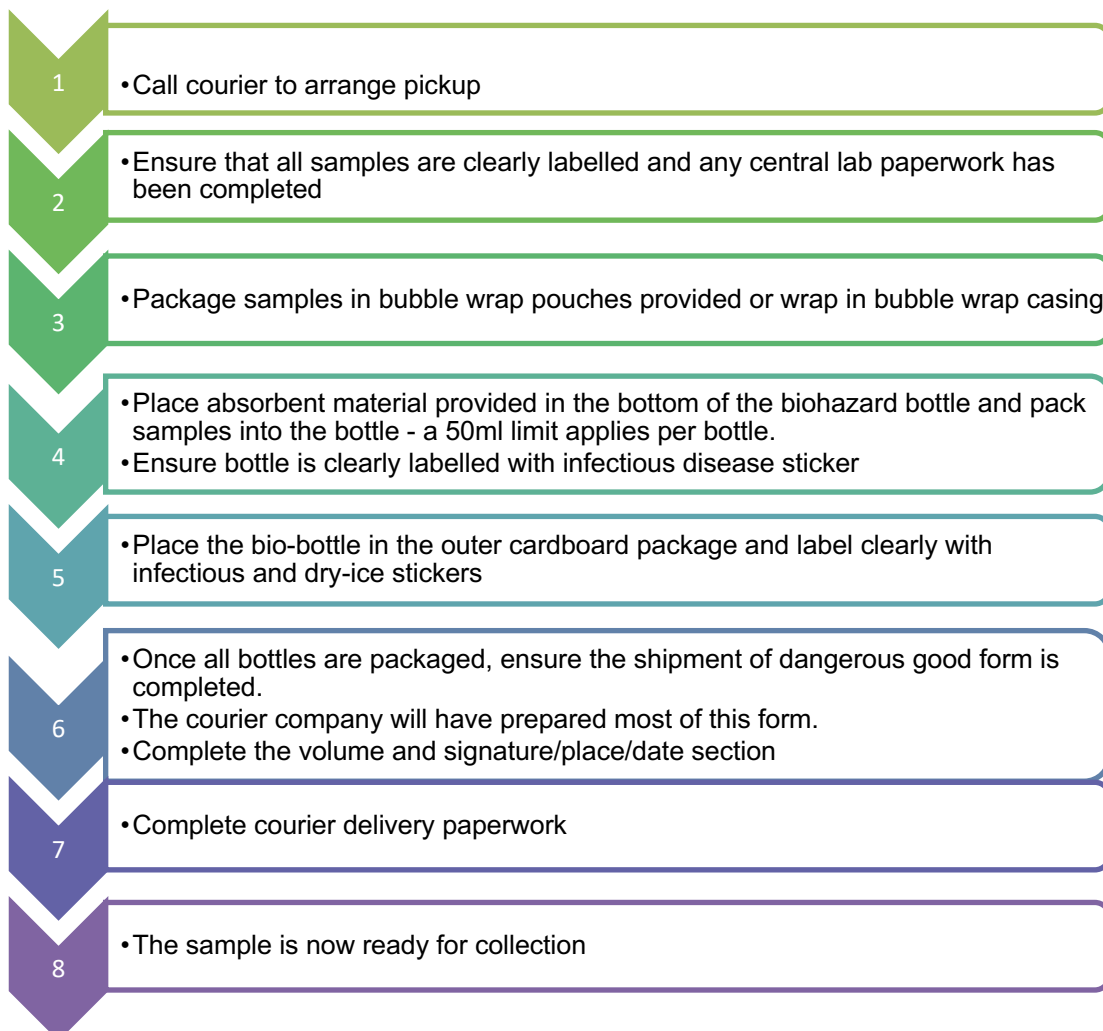 1
•Call courier to arrange pickup
2
•Ensure that all samples are clearly labelled and any central lab paperwork has
been completed
3
•Package samples in bubble wrap pouches provided or wrap in bubble wrap casing
4
•Place absorbent material provided in the bottom of the biohazard bottle and pack
samples into the bottle - a 50ml limit applies per bottle.
•Ensure bottle is clearly labelled with infectious disease sticker
5
•Place the bio-bottle in the outer cardboard package and label clearly with
infectious and dry-ice stickers
6
•Once all bottles are packaged, ensure the shipment of dangerous good form is
completed.
•The courier company will have prepared most of this form.
•Complete the volume and signature/place/date section
7
•Complete courier delivery paperwork
8
•The sample is now ready for collection